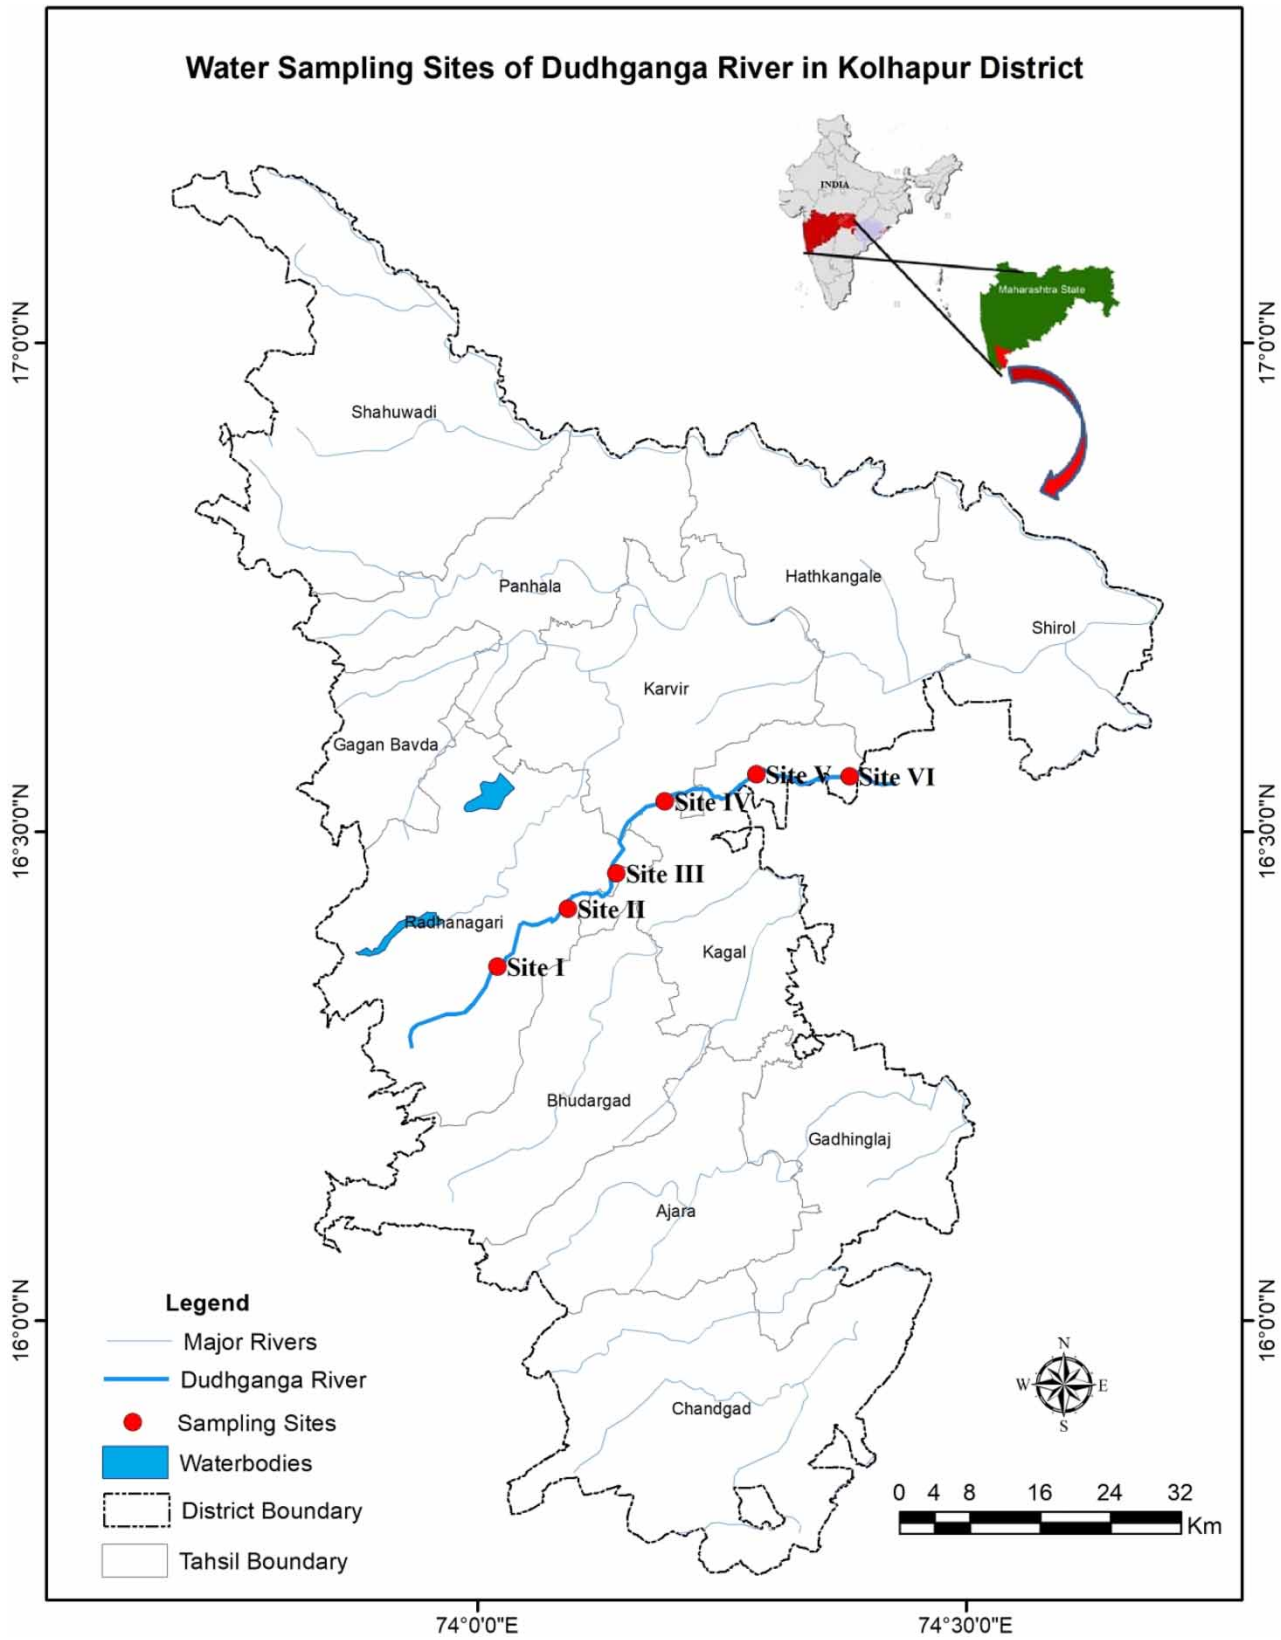 Water Sampling Sites of Dudhganga River in Kolhapur District
INDIA
Maharashtra State
17°0'0"N
17°0'0"N
Shahuwadi
Panhala
Hathkangale
Shirol
Karvir
Gagan Bavda
Site V
Site VI
Site IV
16°30'0"N
16°30'0"N
Site III
Site II
Radhanagari
Kagal
Site I
Bhudargad
Gadhinglaj
Ajara
16°0'0"N
16°0'0"N
Legend
Major Rivers
Dudhganga River
Sampling Sites
Waterbodies
District Boundary
Tahsil Boundary
Chandgad
N
W E
S
0 4 8 16 24 32
Km
74°0'0"E
74°30'0"E